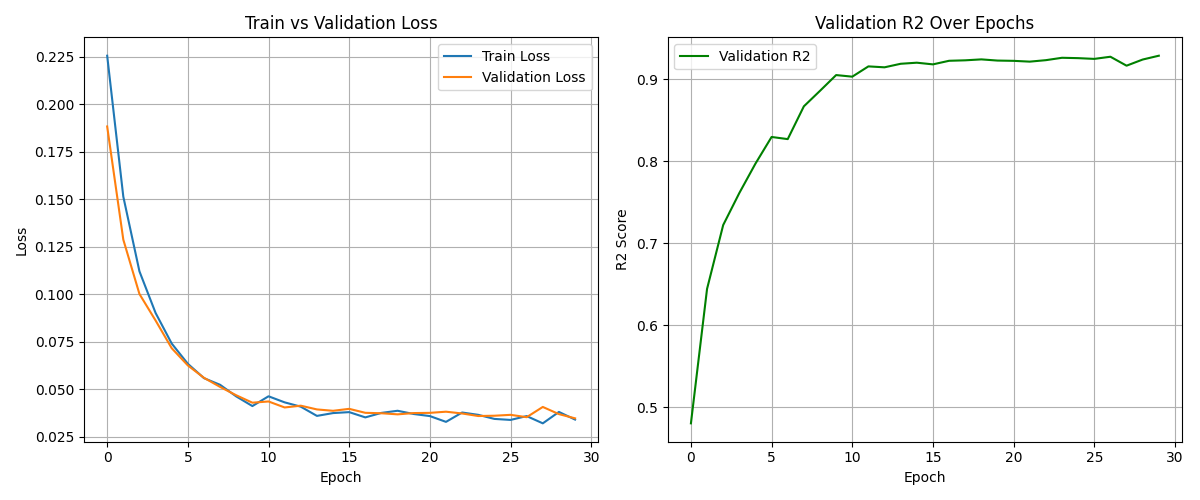 Train vs Validation Loss
Train Loss
Validation Loss
0.225
0.200
0.175
0.150
0.125
0.100
0.075
0.050
0.025
Loss
0 5 10 15 20 25 30
Epoch
Validation R2 Over Epochs
Validation R2
0.9
0.8
0.7
0.6
0.5
R2 Score
0 5 10 15 20 25 30
Epoch